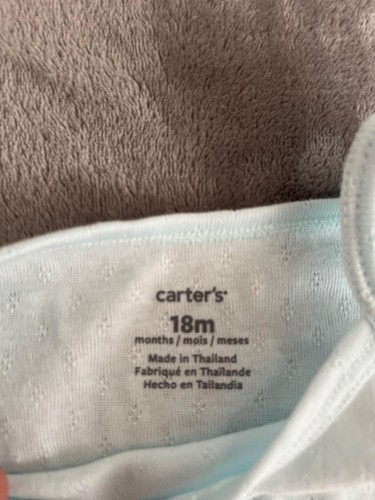 carter's
18m
months / mois / meses
Made in Thailand
Fabriqué en Thaïlande
Hecho en Tailandia